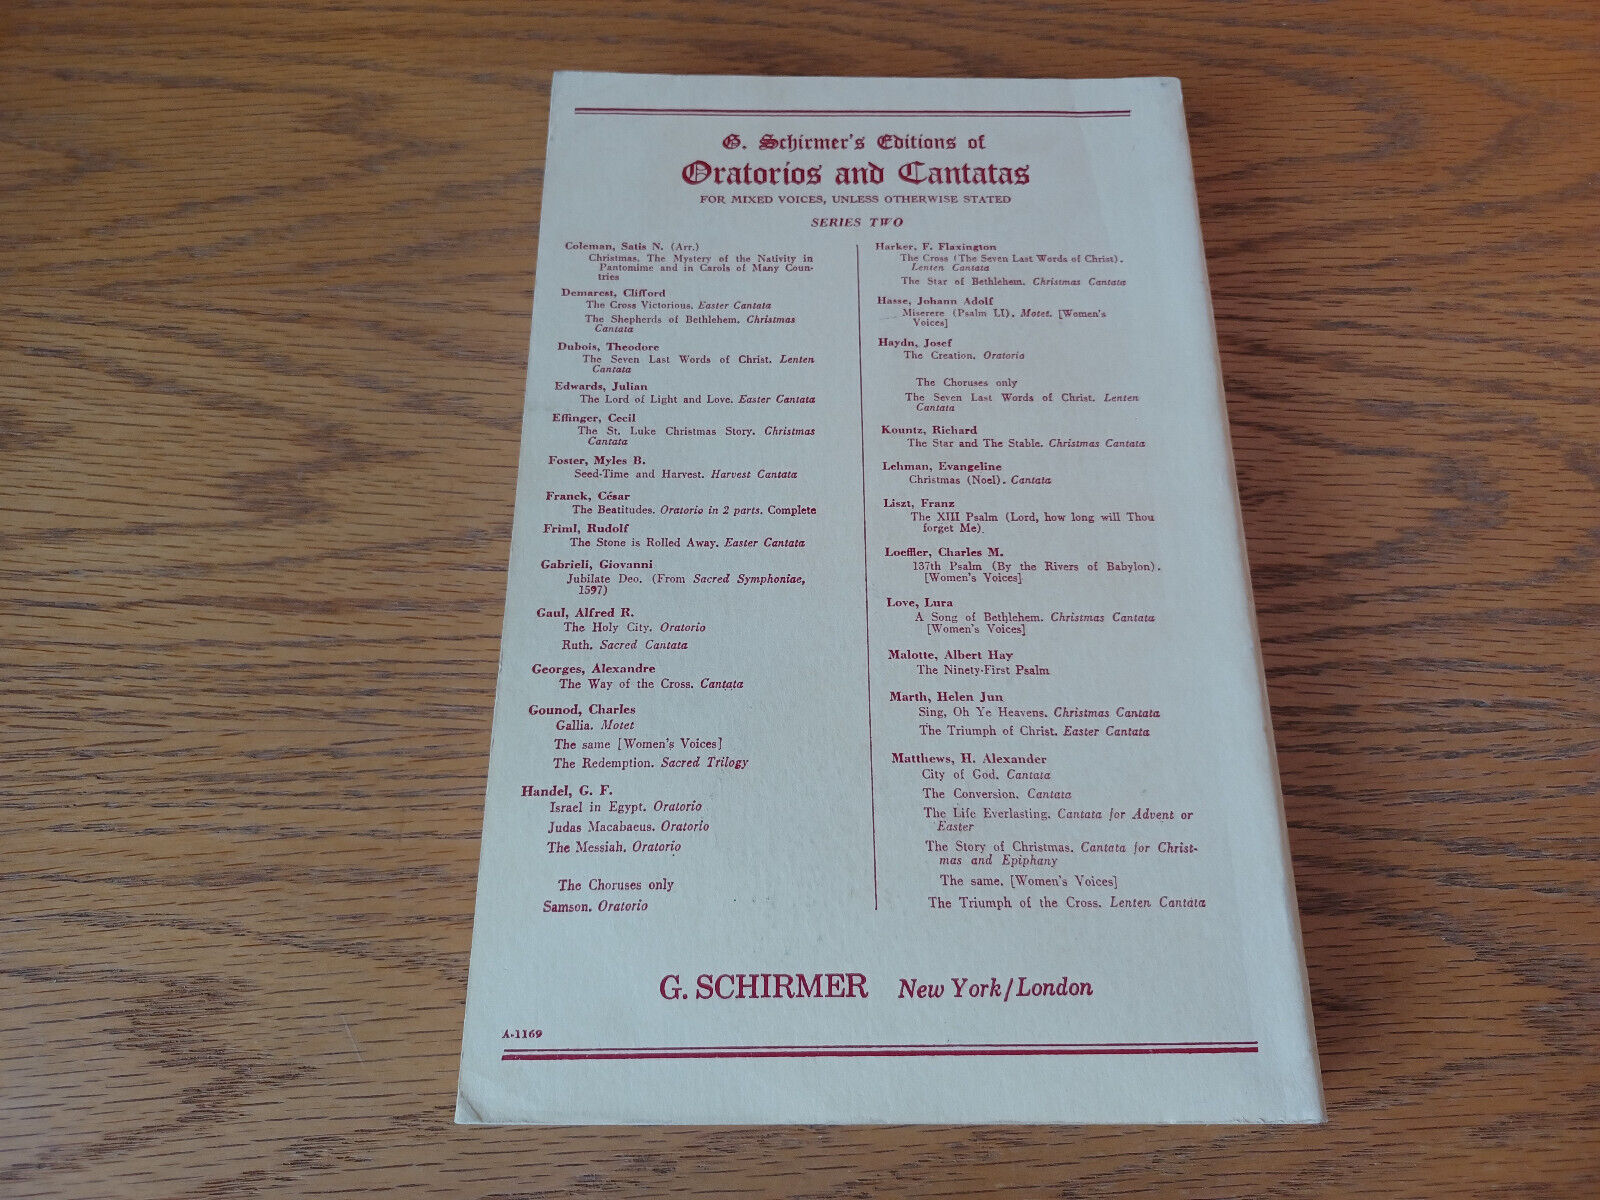 G. Schirmer's Editions of
Oratorios and Cantatas
FOR MIXED VOICES, UNLESS OTHERWISE STATED
SERIES TWO
Coleman, Satis N. (Arr.)
Christmas. The Mystery of the Nativity in
Pantomime and in Carols of Many Coun-
tries
Demarest, Clifford
The Cross Victorious. Easter Cantata
The Shepherds of Bethlehem. Christmas
Cantata
Dubois, Theodore
The Seven Last Words of Christ. Lenten
Cantata
Edwards, Julian
The Lord of Light and Love. Easter Cantata
Effinger, Cecil
The St. Luke Christmas Story. Christmas
Cantata
Foster, Myles B.
Seed-Time and Harvest. Harvest Cantata
Franck, César
The Beatitudes. Oratorio in 2 parts. Complete
Friml, Rudolf
The Stone is Rolled Away. Easter Cantata
Gabrieli, Giovanni
Jubilate Deo. (From Sacred Symphoniae,
1597)
Gaul, Alfred R.
The Holy City. Oratorio
Ruth. Sacred Cantata
Georges, Alexandre
The Way of the Cross. Cantata
Gounod, Charles
Gallia. Motet
The same [Women's Voices]
The Redemption. Sacred Trilogy
Handel, G. F.
Israel in Egypt. Oratorio
Judas Macabaeus. Oratorio
The Messiah. Oratorio
The Choruses only
Samson. Oratorio
Harker, F. Flaxington
The Cross (The Seven Last Words of Christ).
Lenten Cantata
The Star of Bethlehem. Christmas Cantata
Hasse, Johann Adolf
Miserere (Psalm LI). Motet. [Women's
Voices]
Haydn, Josef
The Creation. Oratorio
The Choruses only
The Seven Last Words of Christ. Lenten
Cantata
Kountz, Richard
The Star and The Stable. Christmas Cantata
Lehman, Evangeline
Christmas (Noel). Cantata
Liszt, Franz
The XIII Psalm (Lord, how long will Thou
forget Me)
Loeffler, Charles M.
137th Psalm (By the Rivers of Babylon).
[Women's Voices]
Love, Lura
A Song of Bethlehem. Christmas Cantata
[Women's Voices]
Malotte, Albert Hay
The Ninety-First Psalm
Marth, Helen Jun
Sing, Oh Ye Heavens. Christmas Cantata
The Triumph of Christ. Easter Cantata
Matthews, H. Alexander
City of God. Cantata
The Conversion. Cantata
The Life Everlasting. Cantata for Advent or
Easter
The Story of Christmas. Cantata for Christ-
mas and Epiphany
The same. [Women's Voices]
The Triumph of the Cross. Lenten Cantata
G. SCHIRMER New York/London
A-1169